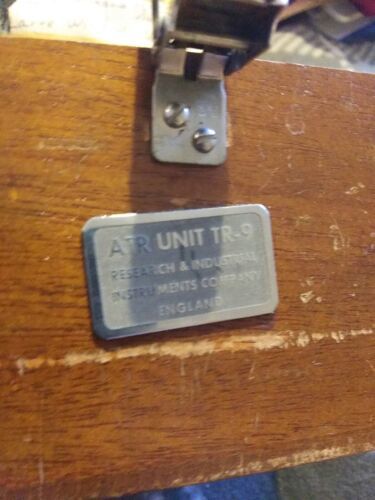 ATR UNIT TR-9
RESEARCH & INDUSTRIAL
INSTRUMENTS COMPANY
ENGLAND